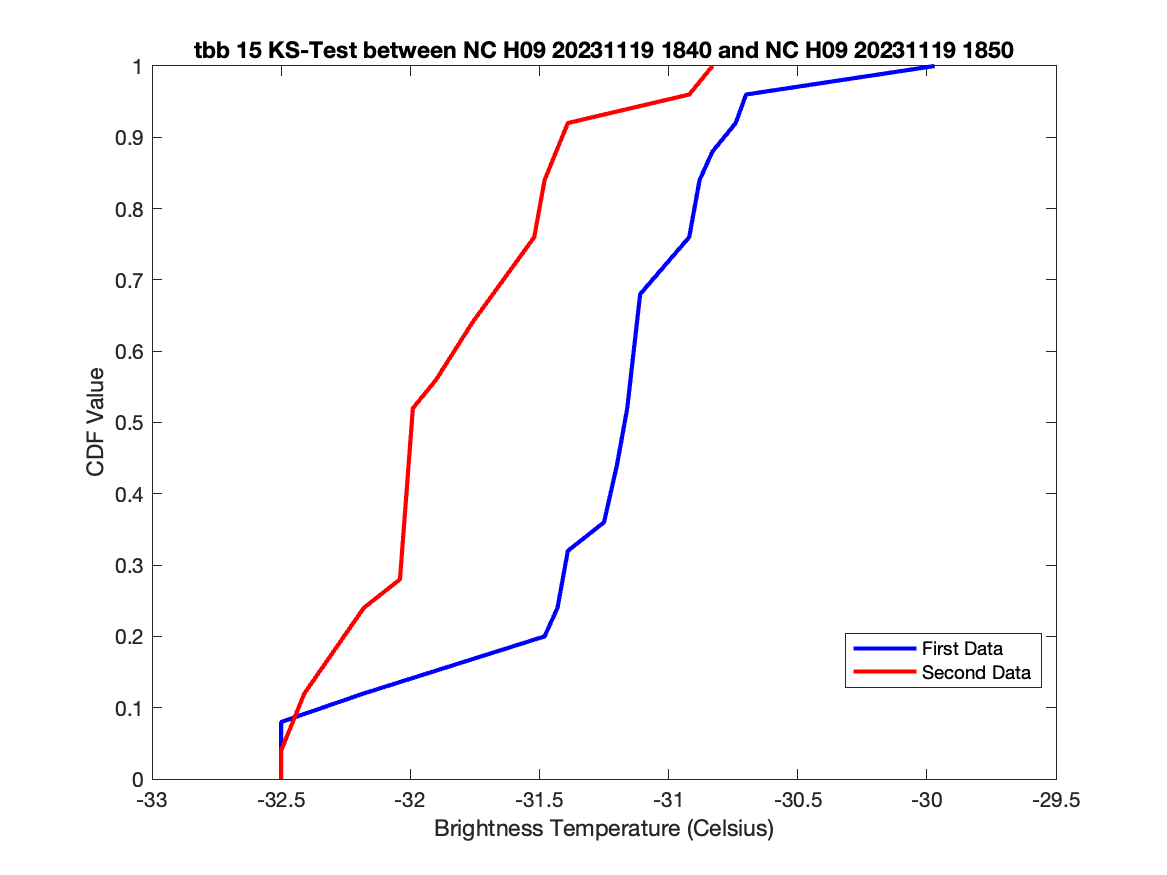 tbb 15 KS-Test between NC H09 20231119 1840 and NC H09 20231119 1850
1
0.9
0.8
0.7
0.6
0.5
0.4
0.3
0.2
0.1
0
CDF Value
First Data
Second Data
-33 -32.5 -32 -31.5 -31 -30.5 -30 -29.5
Brightness Temperature (Celsius)